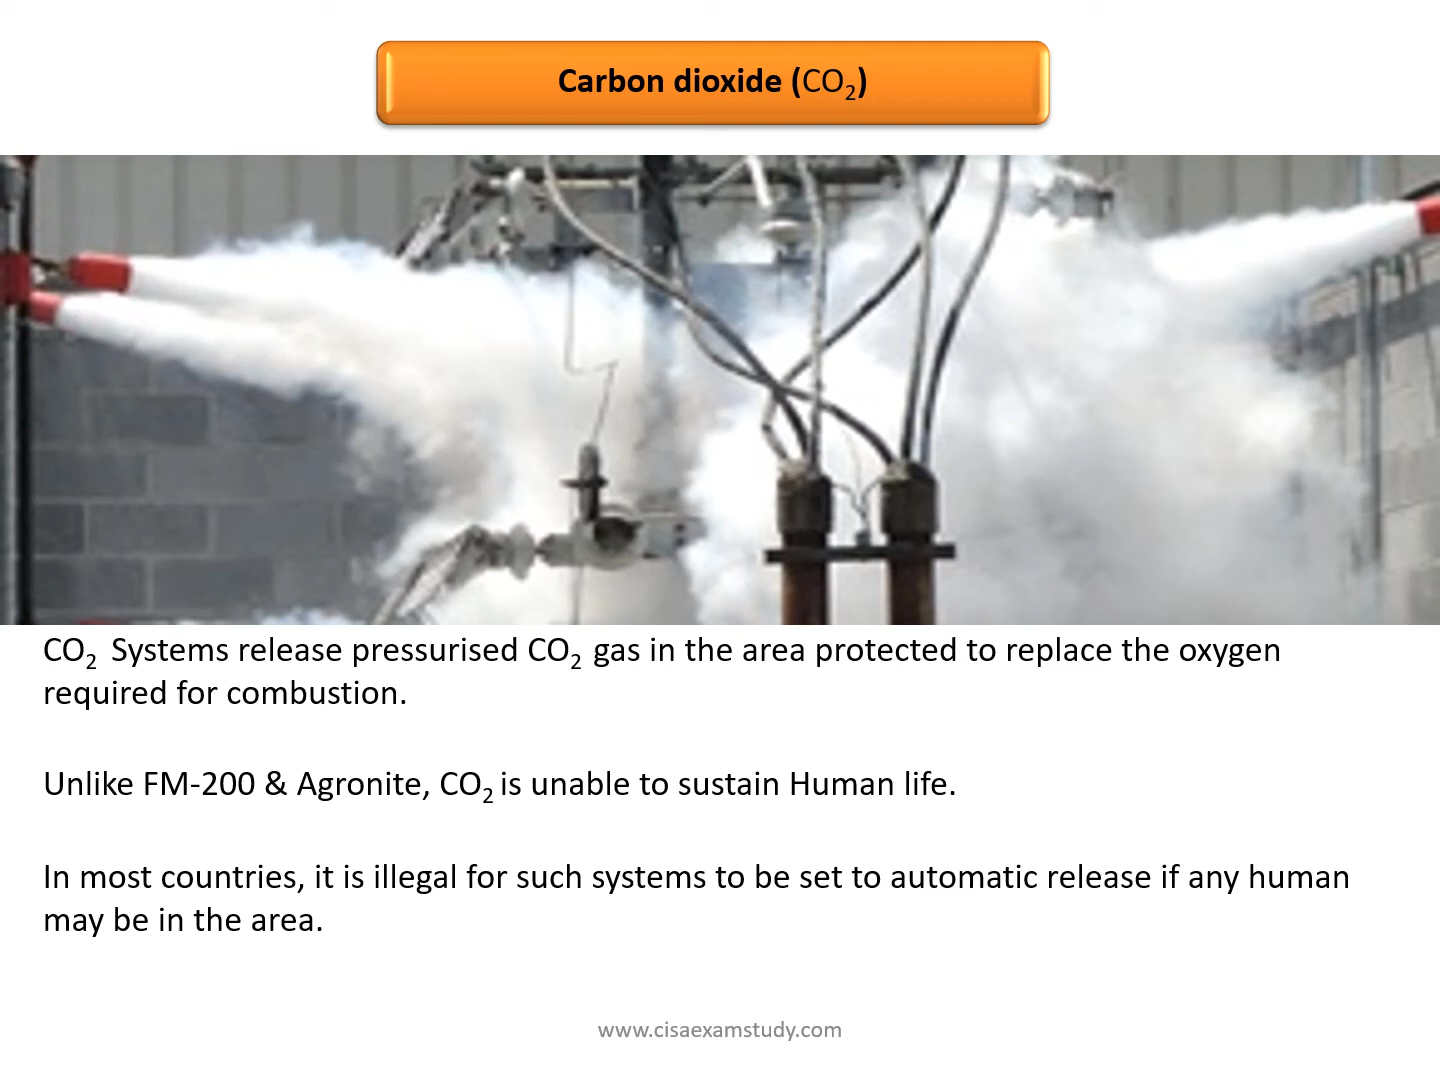 Carbon dioxide (CO₂)
CO₂ Systems release pressurised CO₂ gas in the area protected to replace the oxygen
required for combustion.
Unlike FM-200 & Agronite, CO₂ is unable to sustain Human life.
In most countries, it is illegal for such systems to be set to automatic release if any human
may be in the area.
www.cisaexamstudy.com